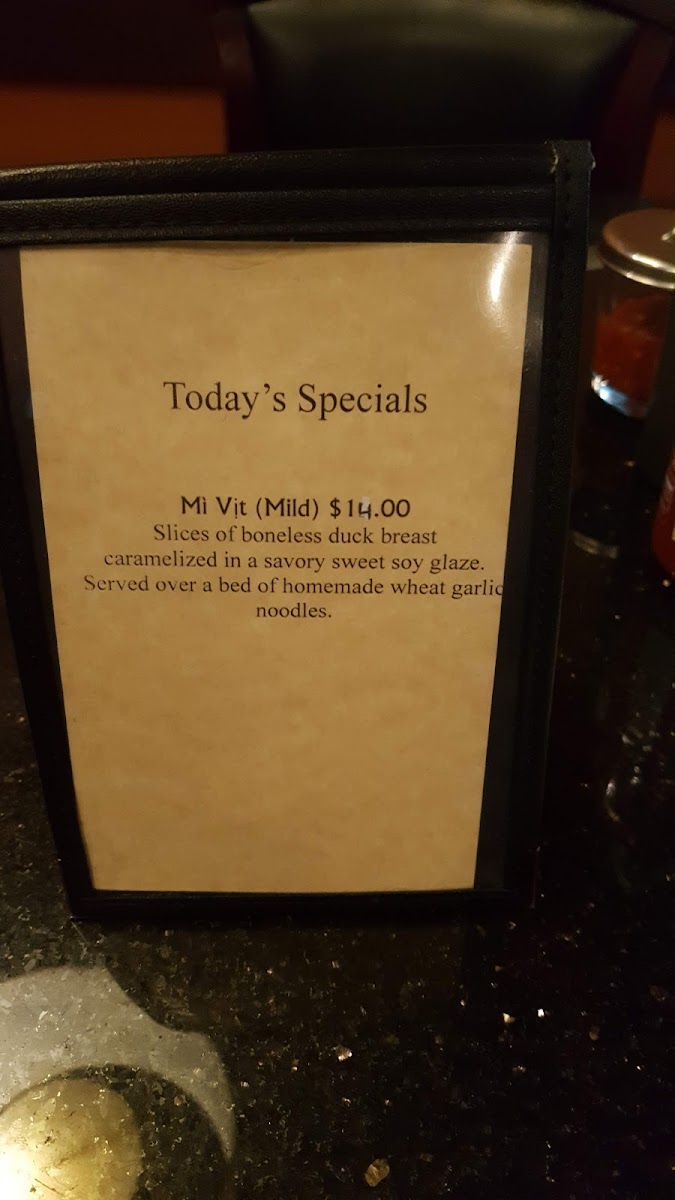 Today's Specials
Mì Vịt (Mild) $14.00
Slices of boneless duck breast
caramelized in a savory sweet soy glaze.
Served over a bed of homemade wheat garlic
noodles.